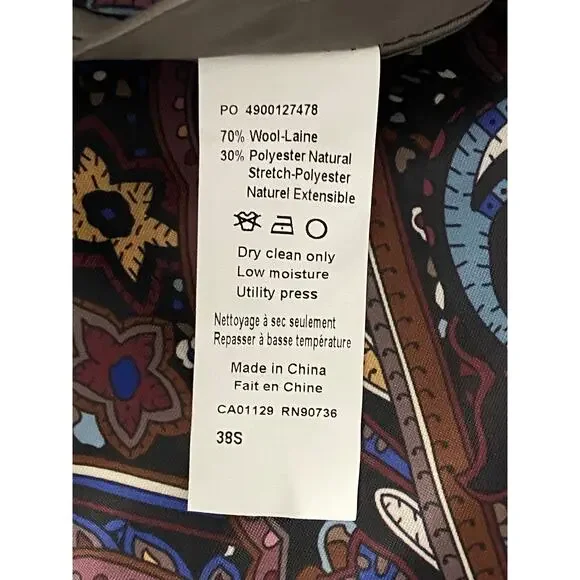 PO 4900127478
70% Wool-Laine
30% Polyester Natural
Stretch-Polyester
Naturel Extensible
Dry clean only
Low moisture
Utility press
Nettoyage à sec seulement
Repasser à basse température
Made in China
Fait en Chine
CA01129 RN90736
38S